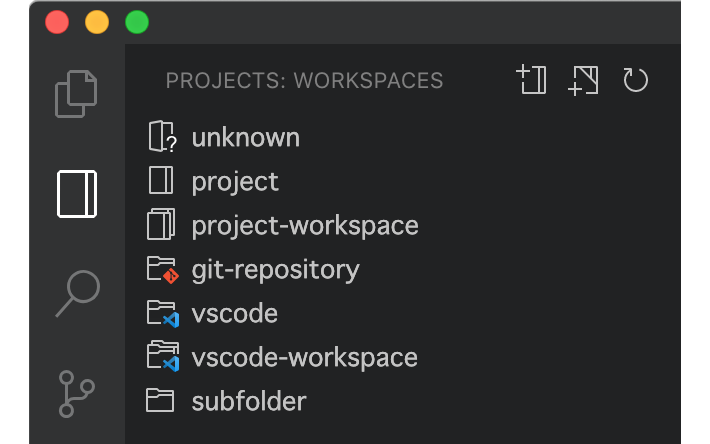 PROJECTS: WORKSPACES
unknown
project
project-workspace
git-repository
vscode
vscode-workspace
subfolder